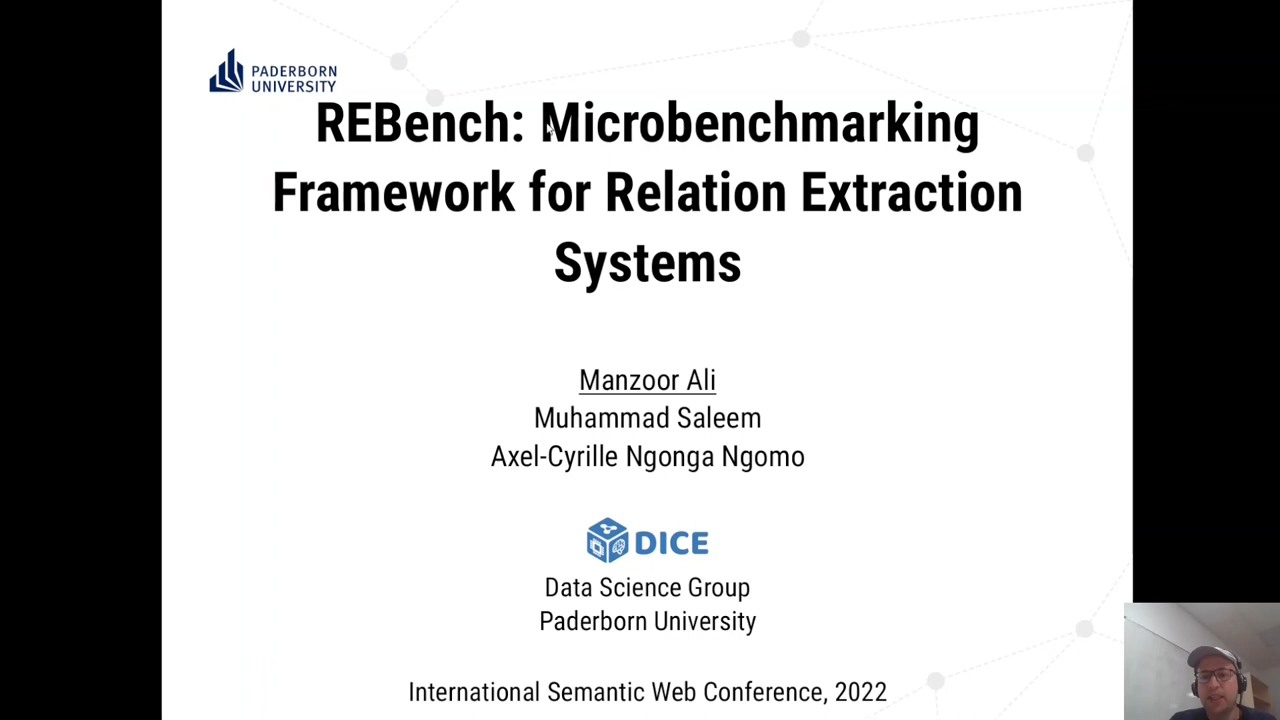 PADERBORN
UNIVERSITY
REBench: Microbenchmarking
Framework for Relation Extraction
Systems
Manzoor Ali
Muhammad Saleem
Axel-Cyrille Ngonga Ngomo
DICE
Data Science Group
Paderborn University
International Semantic Web Conference, 2022